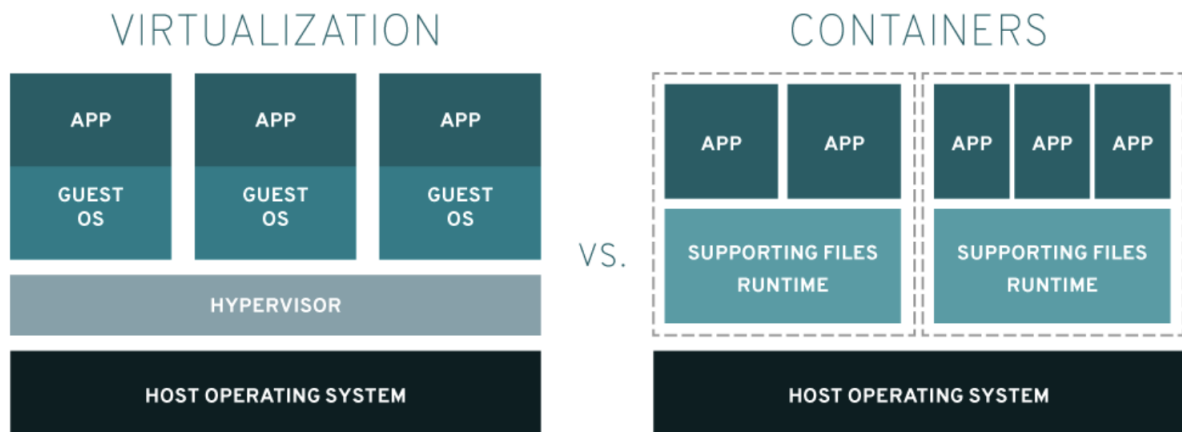 VIRTUALIZATION
APP
APP
APP
GUEST
OS
GUEST
OS
GUEST
OS
HYPERVISOR
HOST OPERATING SYSTEM
VS.
CONTAINERS
APP
APP
APP
APP
APP
SUPPORTING FILES
RUNTIME
SUPPORTING FILES
RUNTIME
HOST OPERATING SYSTEM